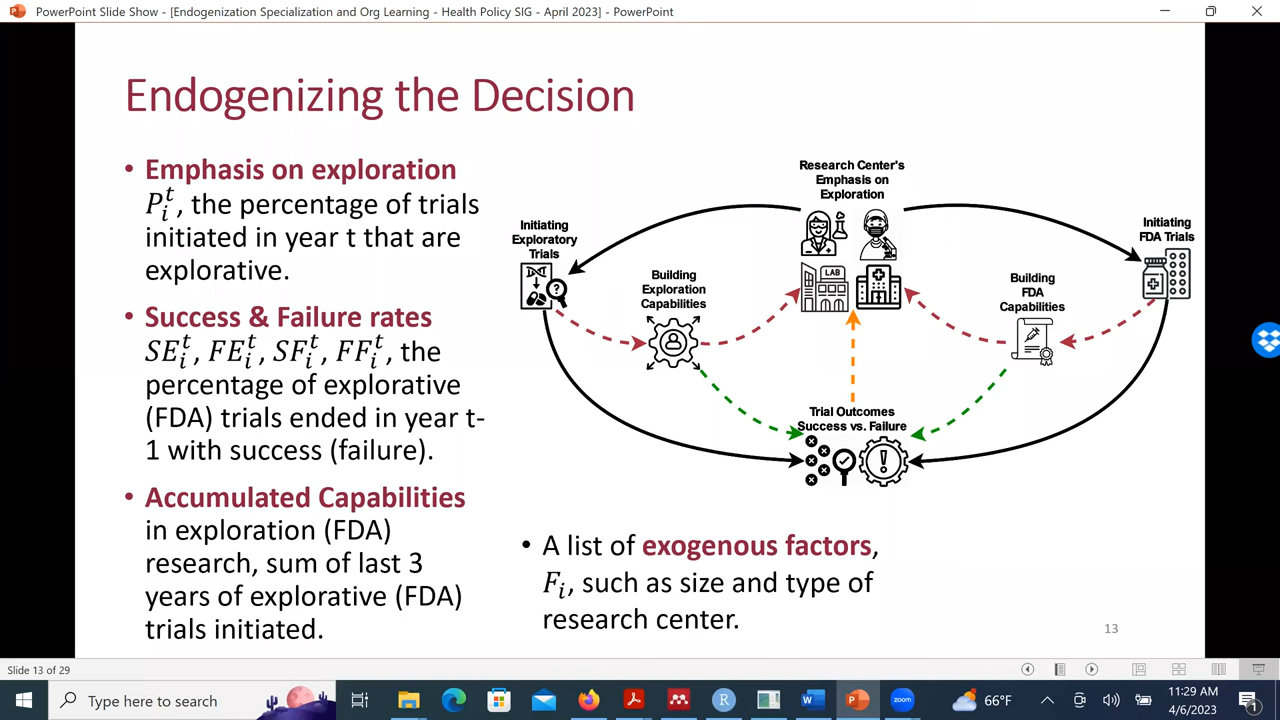 PowerPoint Slide Show - [Endogenization Specialization and Org Learning - Health Policy SIG - April 2023] - PowerPoint
Endogenizing the Decision
• Emphasis on exploration
P_i^t, the percentage of trials
initiated in year t that are
explorative.
• Success & Failure rates
SE_i^t, FE_i^t, SF_i^t, FF_i^t, the
percentage of explorative
(FDA) trials ended in year t-
1 with success (failure).
• Accumulated Capabilities
in exploration (FDA)
research, sum of last 3
years of explorative (FDA)
trials initiated.
Research Center's
Emphasis on
Exploration
LAB
Initiating
Exploratory
Trials
Building
Exploration
Capabilities
Building
FDA
Capabilities
Initiating
FDA Trials
Trial Outcomes
Success vs. Failure
• A list of exogenous factors,
F_i, such as size and type of
research center.
13
Slide 13 of 29
Type here to search
R
W
P
zoom
66°F
11:29 AM
4/6/2023
1